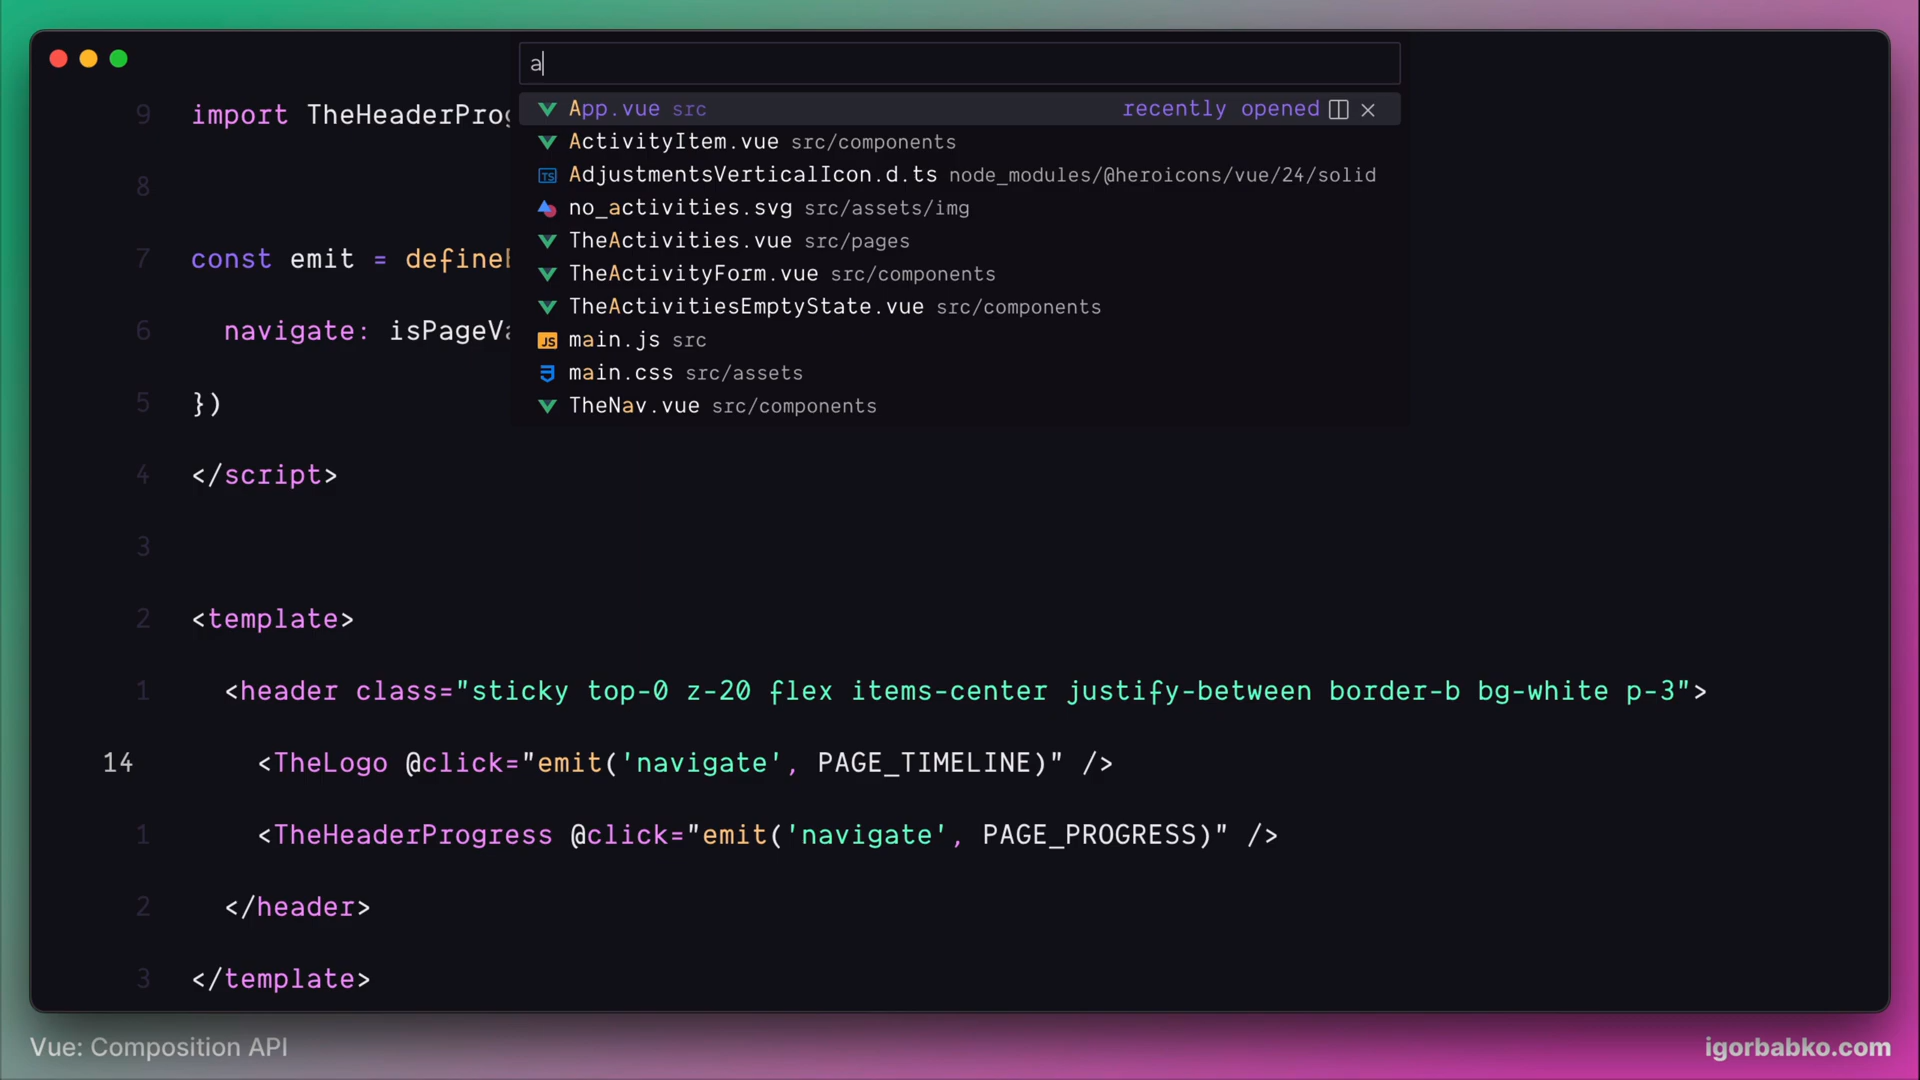 a
App.vue src recently opened
ActivityItem.vue src/components
AdjustmentsVerticalIcon.d.ts node_modules/@heroicons/vue/24/solid
no_activities.svg src/assets/img
TheActivities.vue src/pages
TheActivityForm.vue src/components
TheActivitiesEmptyState.vue src/components
JS main.js src
main.css src/assets
TheNav.vue src/components
9 import TheHeaderProg
8
7 const emit = define
6 navigate: isPageVa
5 })
4 </script>
3
2 <template>
1 <header class="sticky top-0 z-20 flex items-center justify-between border-b bg-white p-3">
14 <TheLogo @click="emit('navigate', PAGE_TIMELINE)" />
1 <TheHeaderProgress @click="emit('navigate', PAGE_PROGRESS)" />
2 </header>
3 </template>
Vue: Composition API
igorbabko.com